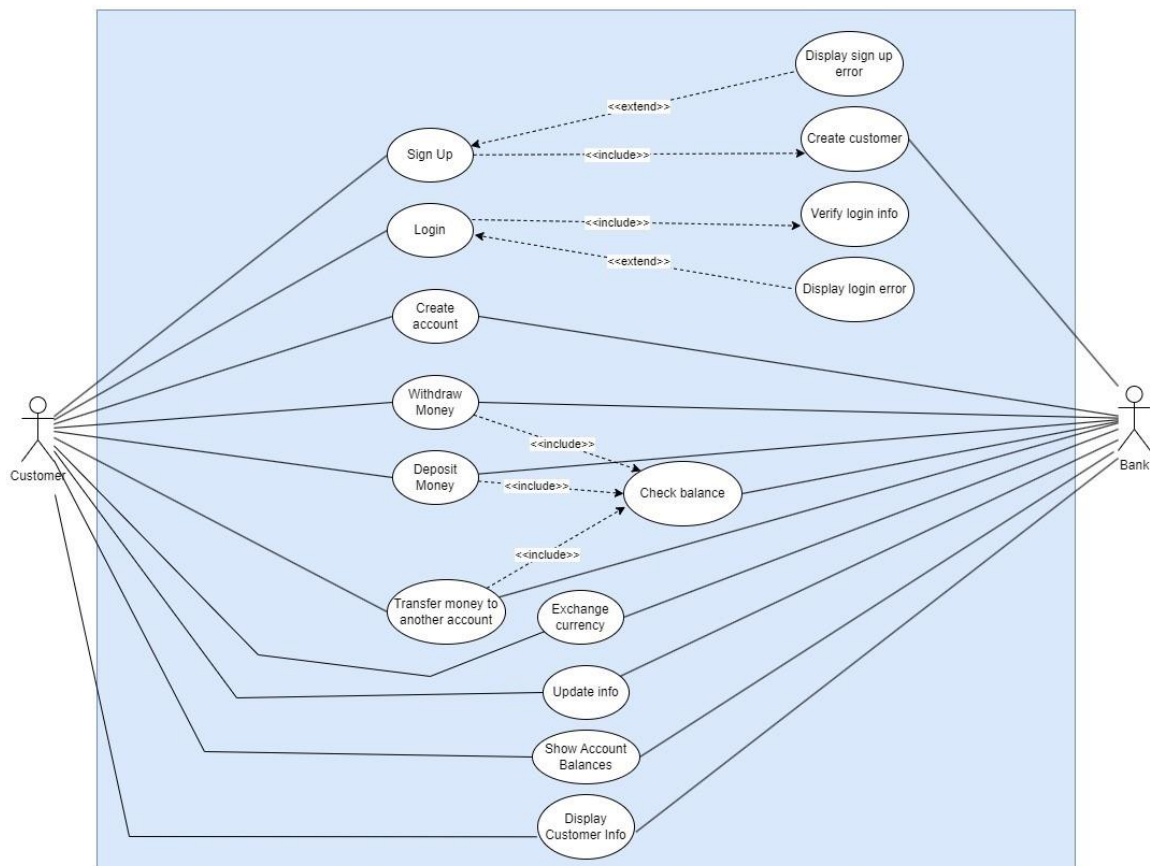 Display sign up
error
<<extend>>
Sign Up
<<include>>
Create customer
Login
<<include>>
Verify login info
<<extend>>
Display login error
Create
account
Withdraw
Money
<<include>>
Customer
Bank
Deposit
Money
<<include>>
Check balance
<<include>>
Transfer money to
another account
Exchange
currency
Update info
Show Account
Balances
Display
Customer Info